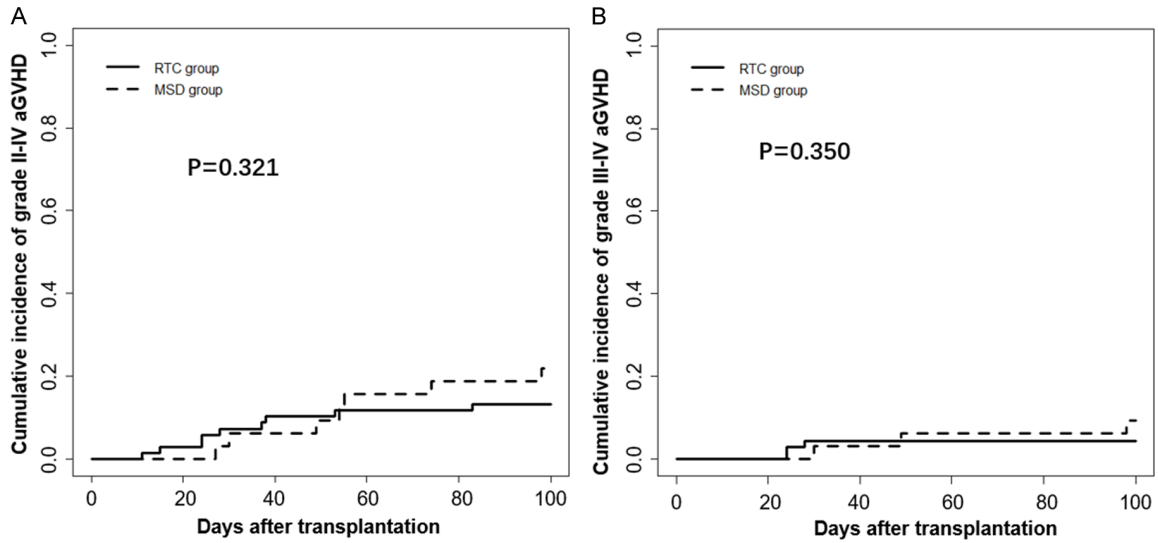 A
Cumulative incidence of grade II-IV aGVHD
1.0
0.8
0.6
0.4
0.2
0.0
RTC group
MSD group
P=0.321
0 20 40 60 80 100
Days after transplantation
B
Cumulative incidence of grade III-IV aGVHD
1.0
0.8
0.6
0.4
0.2
0.0
RTC group
MSD group
P=0.350
0 20 40 60 80 100
Days after transplantation